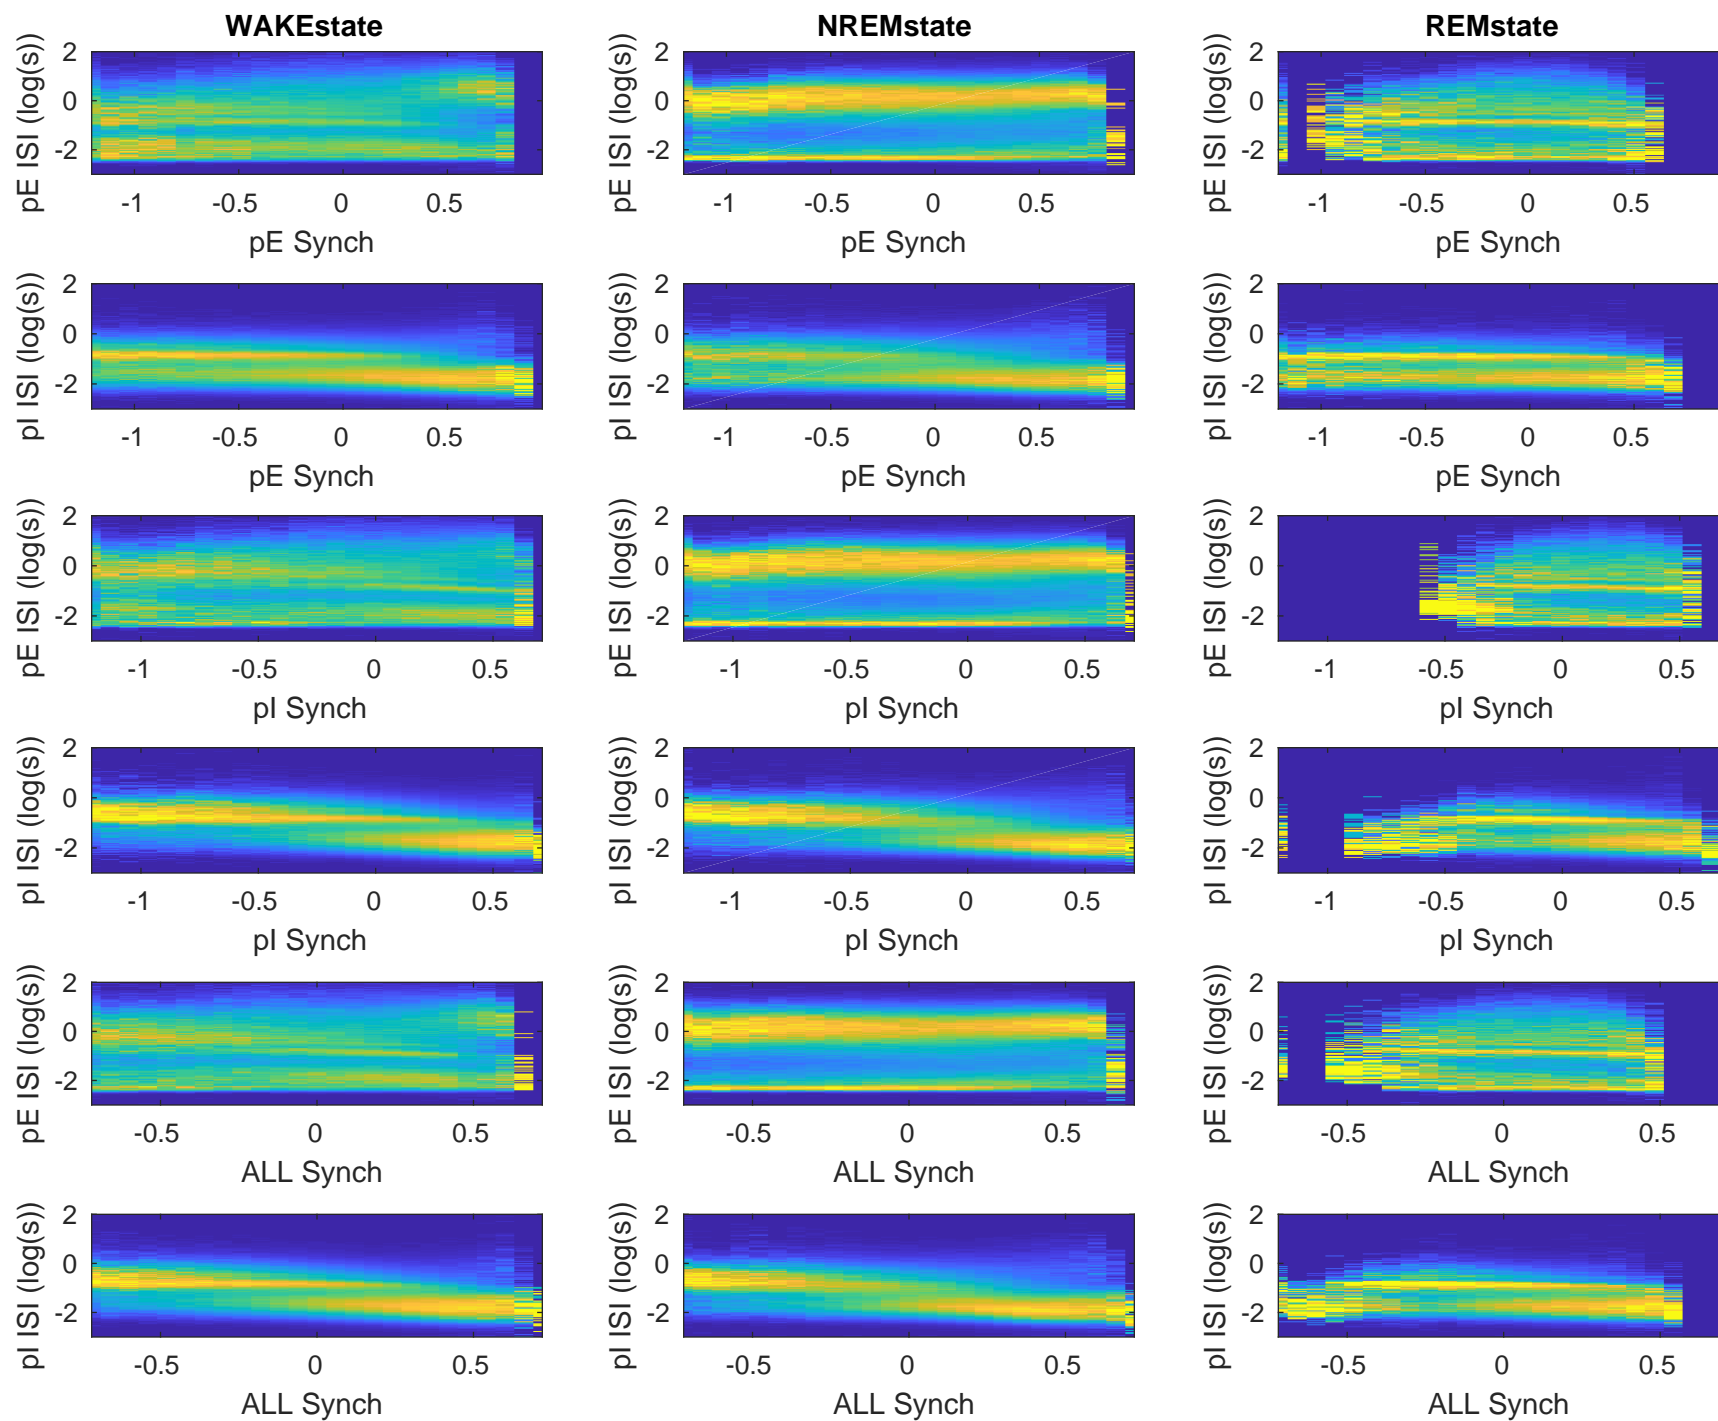 WAKEstate NREMstate REMstate
pE ISI (log(s)) 2 0 -2 pE ISI (log(s)) 2 0 -2 pE ISI (log(s)) 2 0 -2
-1 -0.5 0 0.5 -1 -0.5 0 0.5 -1 -0.5 0 0.5
pE Synch pE Synch pE Synch
pI ISI (log(s)) 2 0 -2 pI ISI (log(s)) 2 0 -2 pI ISI (log(s)) 2 0 -2
-1 -0.5 0 0.5 -1 -0.5 0 0.5 -1 -0.5 0 0.5
pE Synch pE Synch pE Synch
pE ISI (log(s)) 2 0 -2 pE ISI (log(s)) 2 0 -2 pE ISI (log(s)) 2 0 -2
-1 -0.5 0 0.5 -1 -0.5 0 0.5 -1 -0.5 0 0.5
pI Synch pI Synch pI Synch
pI ISI (log(s)) 2 0 -2 pI ISI (log(s)) 2 0 -2 pI ISI (log(s)) 2 0 -2
-1 -0.5 0 0.5 -1 -0.5 0 0.5 -1 -0.5 0 0.5
pI Synch pI Synch pI Synch
pE ISI (log(s)) 2 0 -2 pE ISI (log(s)) 2 0 -2 pE ISI (log(s)) 2 0 -2
-0.5 0 0.5 -0.5 0 0.5 -0.5 0 0.5
ALL Synch ALL Synch ALL Synch
pI ISI (log(s)) 2 0 -2 pI ISI (log(s)) 2 0 -2 pI ISI (log(s)) 2 0 -2
-0.5 0 0.5 -0.5 0 0.5 -0.5 0 0.5
ALL Synch ALL Synch ALL Synch